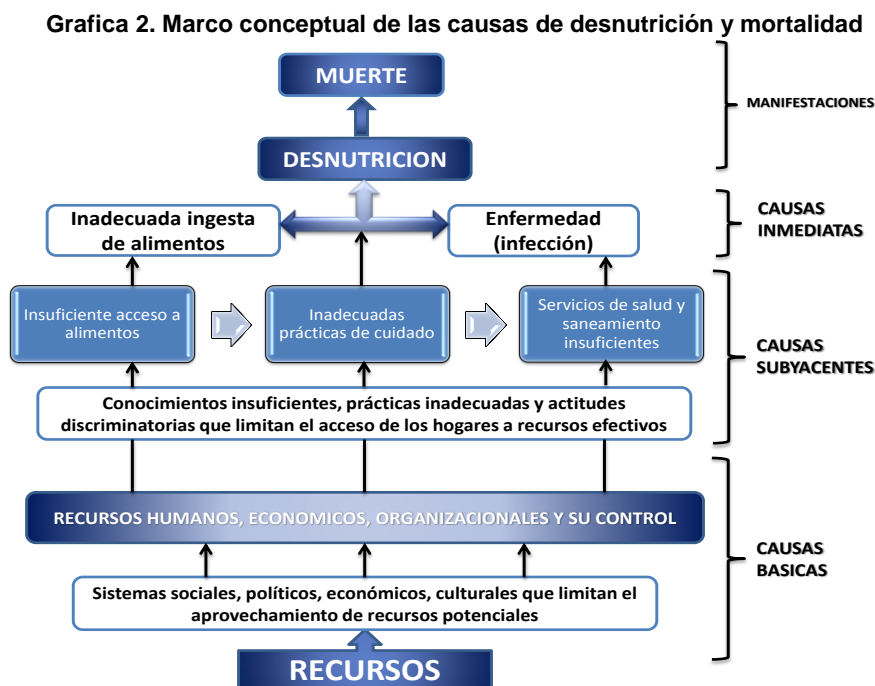 Grafica 2. Marco conceptual de las causas de desnutrición y mortalidad
MUERTE
MANIFESTACIONES
DESNUTRICION
Inadecuada ingesta
de alimentos
Enfermedad
(infección)
CAUSAS
INMEDIATAS
Insuficiente acceso a
alimentos
Inadecuadas
prácticas de cuidado
Servicios de salud y
saneamiento
insuficientes
CAUSAS
SUBYACENTES
Conocimientos insuficientes, prácticas inadecuadas y actitudes
discriminatorias que limitan el acceso de los hogares a recursos efectivos
RECURSOS HUMANOS, ECONOMICOS, ORGANIZACIONALES Y SU CONTROL
CAUSAS
BASICAS
Sistemas sociales, políticos, económicos, culturales que limitan el
aprovechamiento de recursos potenciales
RECURSOS